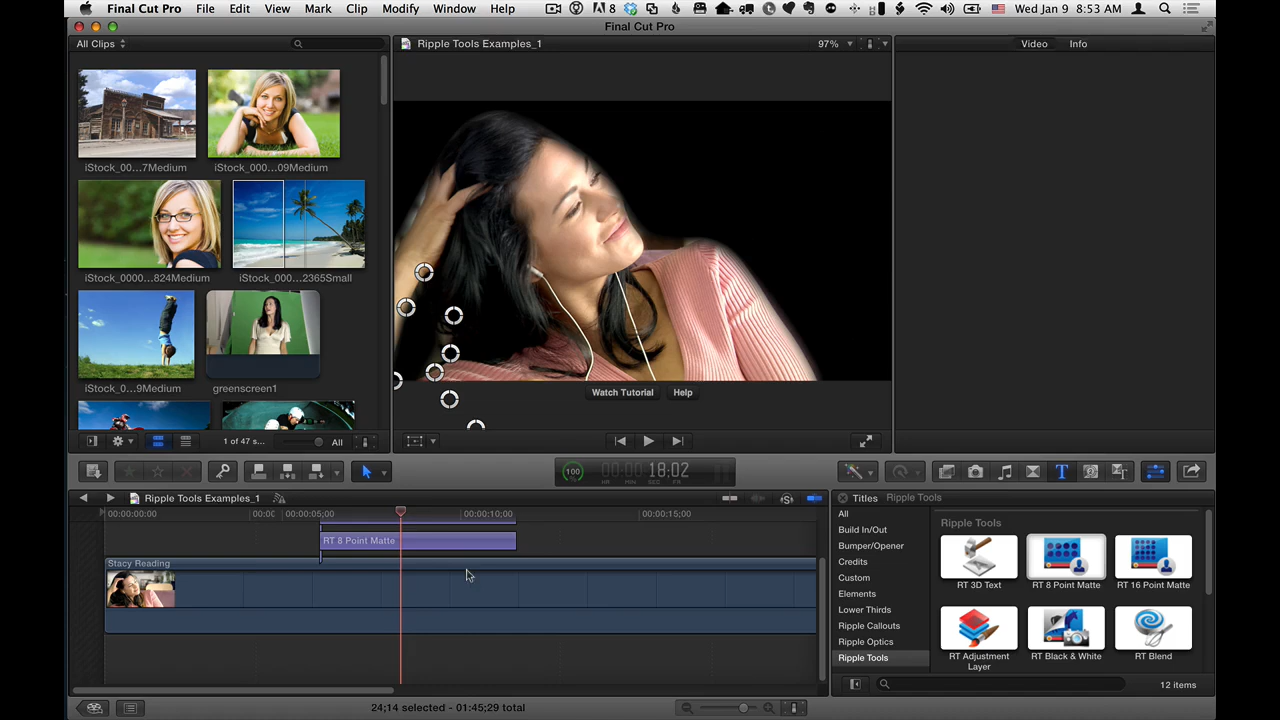 Final Cut Pro File Edit View Mark Clip Modify Window Help 8 Wed Jan 9 8:53 AM
Final Cut Pro
All Clips
Ripple Tools Examples_1 97%
Video Info
iStock_00...7Medium iStock_000...09Medium
iStock_0000...824Medium iStock_000...2365Small
iStock_0...9Medium greenscreen1
Watch Tutorial Help
1 of 47 s... All
100 00:00:18:02
HR MIN SEC FR
T
Ripple Tools Examples_1
00:00:00:00 00:0C 00:00:05;00 00:00:10;00 00:00:15;00
RT 8 Point Matte
Stacy Reading
24;14 selected - 01:45;29 total
Titles Ripple Tools
All
Build In/Out
Bumper/Opener
Credits
Custom
Elements
Lower Thirds
Ripple Callouts
Ripple Optics
Ripple Tools
Ripple Tools
RT 3D Text RT 8 Point Matte RT 16 Point Matte
RT Adjustment Layer RT Black & White RT Blend
12 items